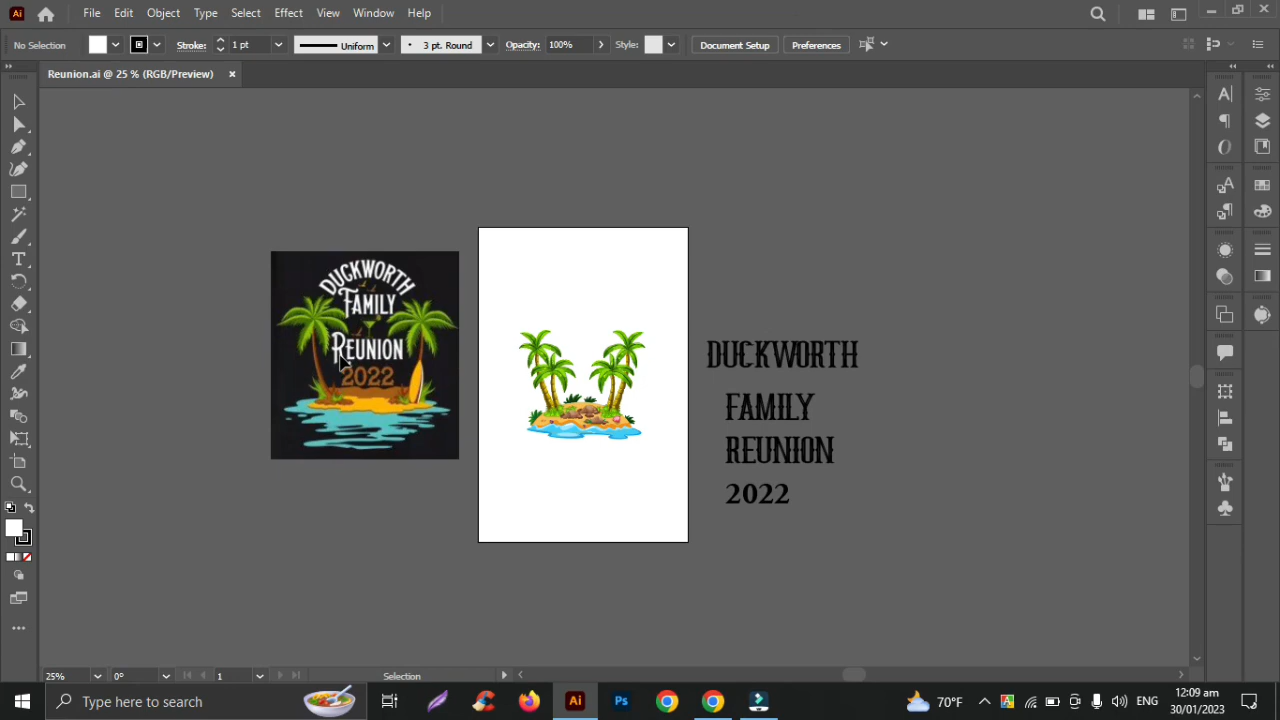 Ai File Edit Object Type Select Effect View Window Help
No Selection Stroke: 1 pt Uniform 3 pt. Round Opacity: 100% Style: Document Setup Preferences
Reunion.ai @ 25 % (RGB/Preview) ×
DUCKWORTH
FAMILY
REUNION
2022
DUCKWORTH
FAMILY
REUNION
2022
25% 0° 1 Selection
Type here to search Ai Ps 70°F ENG 12:09 am
30/01/2023